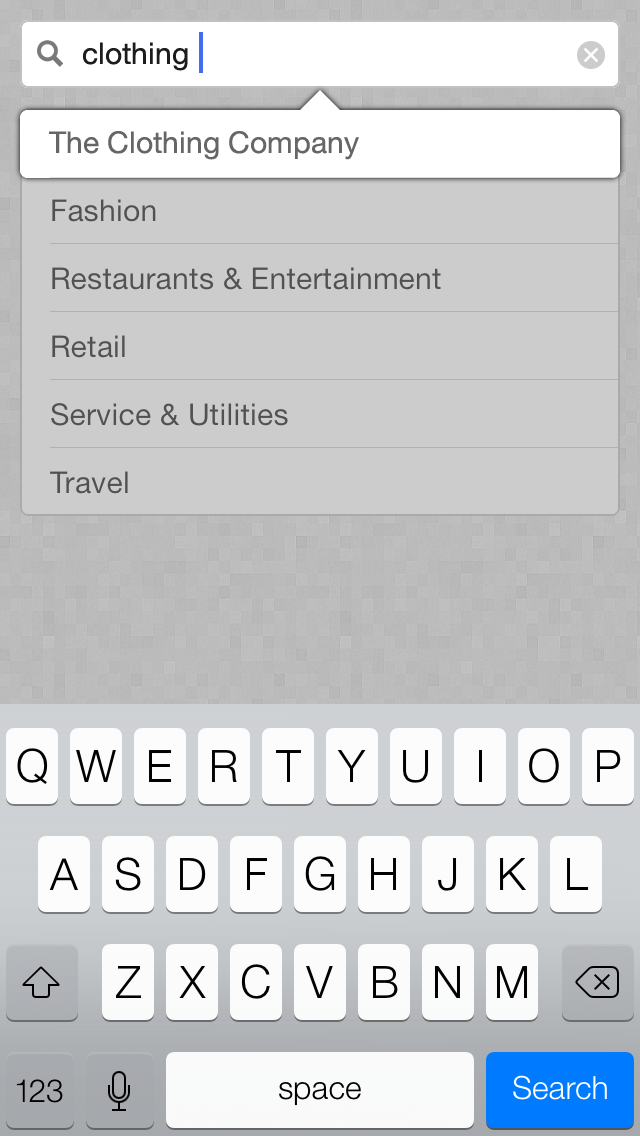 clothing
The Clothing Company
Fashion
Restaurants & Entertainment
Retail
Service & Utilities
Travel
Q W E R T Y U I O P
A S D F G H J K L
Z X C V B N M
123 space Search